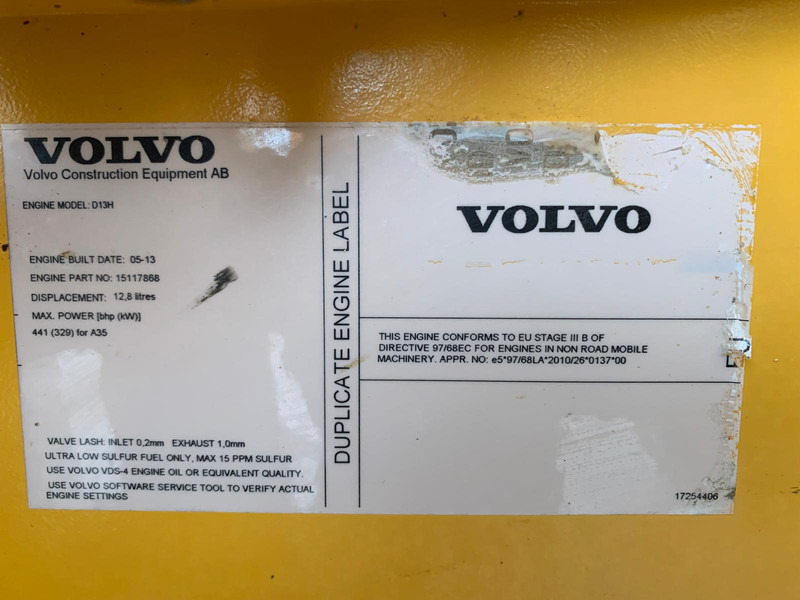 VOLVO
Volvo Construction Equipment AB
ENGINE MODEL: D13H
ENGINE BUILT DATE: 05-13
ENGINE PART NO: 15117868
DISPLACEMENT: 12,8 litres
MAX. POWER [bhp (kW)]
441 (329) for A35
VALVE LASH: INLET 0,2mm EXHAUST 1,0mm
ULTRA LOW SULFUR FUEL ONLY, MAX 15 PPM SULFUR
USE VOLVO VDS-4 ENGINE OIL OR EQUIVALENT QUALITY.
USE VOLVO SOFTWARE SERVICE TOOL TO VERIFY ACTUAL
ENGINE SETTINGS
DUPLICATE ENGINE LABEL
VOLVO
THIS ENGINE CONFORMS TO EU STAGE III B OF
DIRECTIVE 97/68EC FOR ENGINES IN NON ROAD MOBILE
MACHINERY. APPR. NO: e5*97/68LA*2010/26*0137*00
17254406